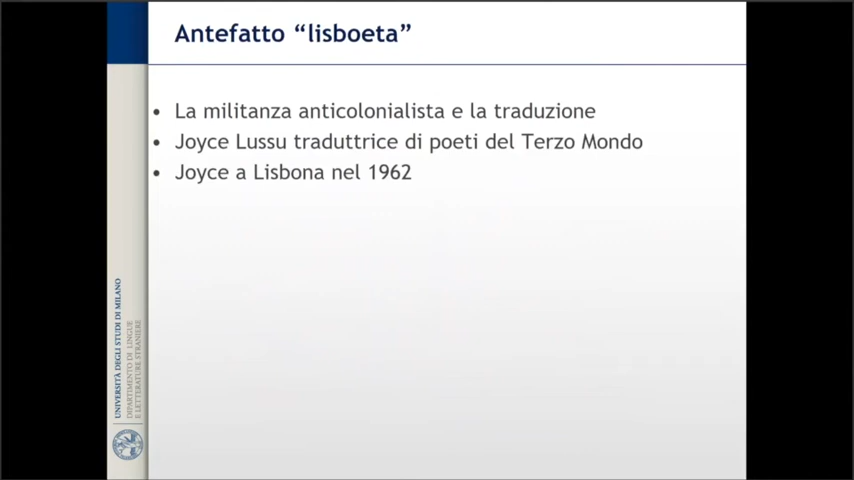 Antefatto “lisboeta”
• La militanza anticolonialista e la traduzione
• Joyce Lussu traduttrice di poeti del Terzo Mondo
• Joyce a Lisbona nel 1962
UNIVERSITÀ DEGLI STUDI DI MILANO
DIPARTIMENTO DI LINGUE
E LETTERATURE STRANIERE